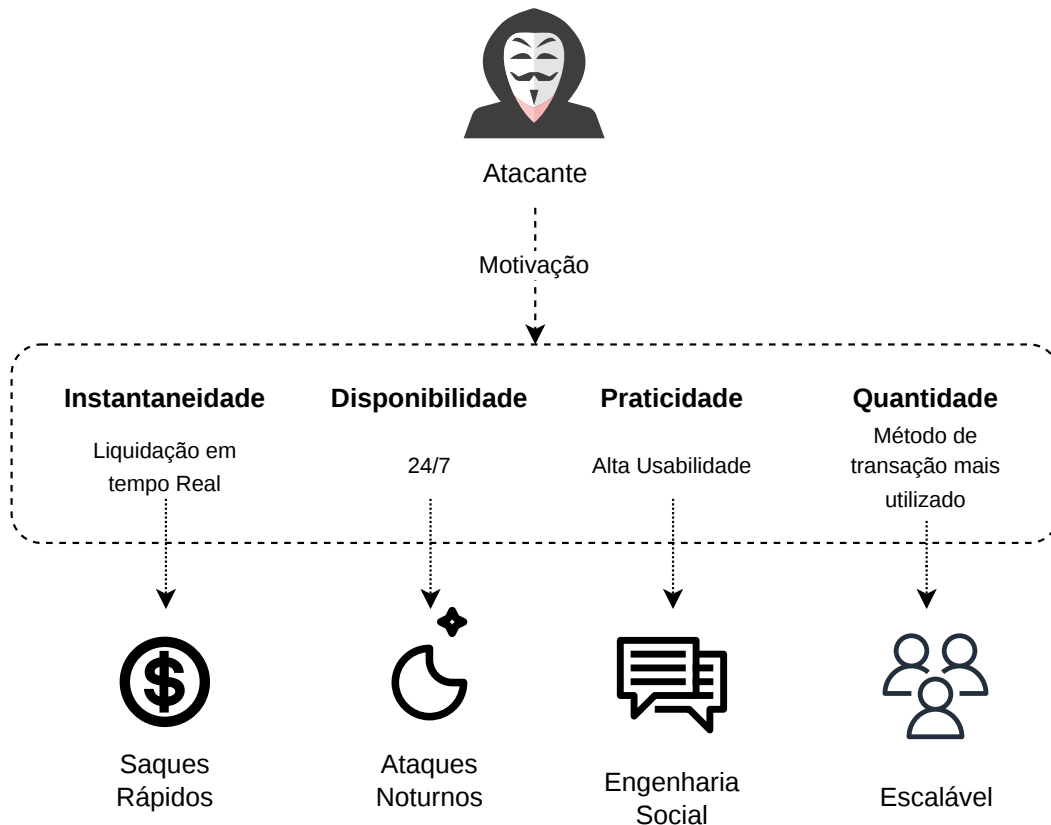 Atacante
Motivação
Instantaneidade
Liquidação em
tempo Real
Disponibilidade
24/7
Praticidade
Alta Usabilidade
Quantidade
Método de
transação mais
utilizado
Saques
Rápidos
Ataques
Noturnos
Engenharia
Social
Escalável